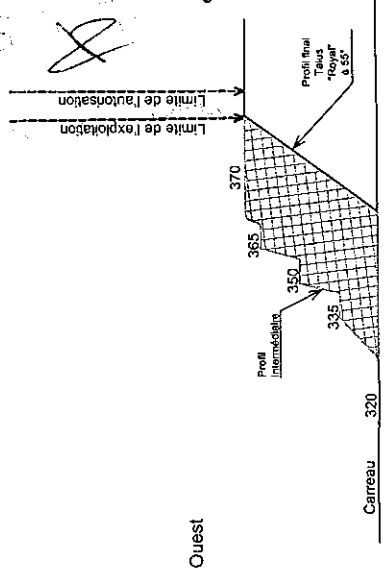 Limite de l'autorisation
Limite de l'exploitation
Profil final
Talus
"Royal"
à 55°
370
365
350
335
Profil
Intermédiaire
320
Carreau
Ouest